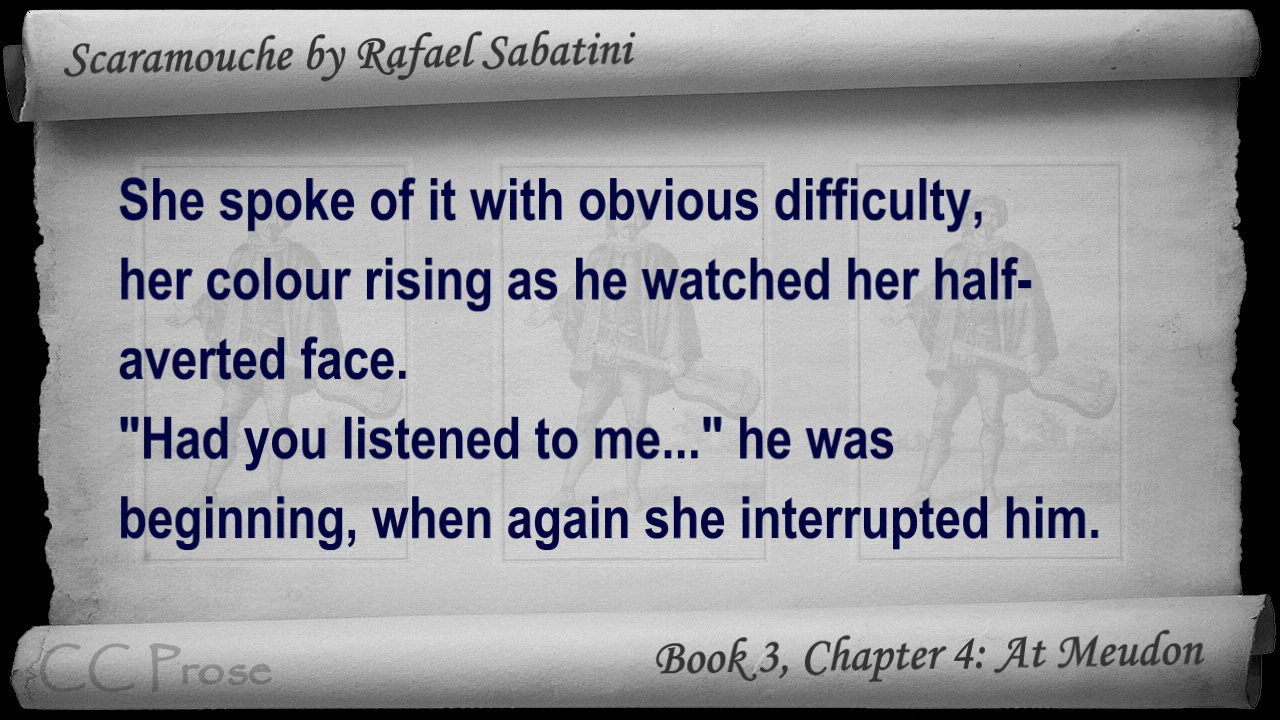 Scaramouche by Rafael Sabatini
She spoke of it with obvious difficulty,
her colour rising as he watched her half-
averted face.
"Had you listened to me..." he was
beginning, when again she interrupted him.
CC Prose
Book 3, Chapter 4: At Meudon